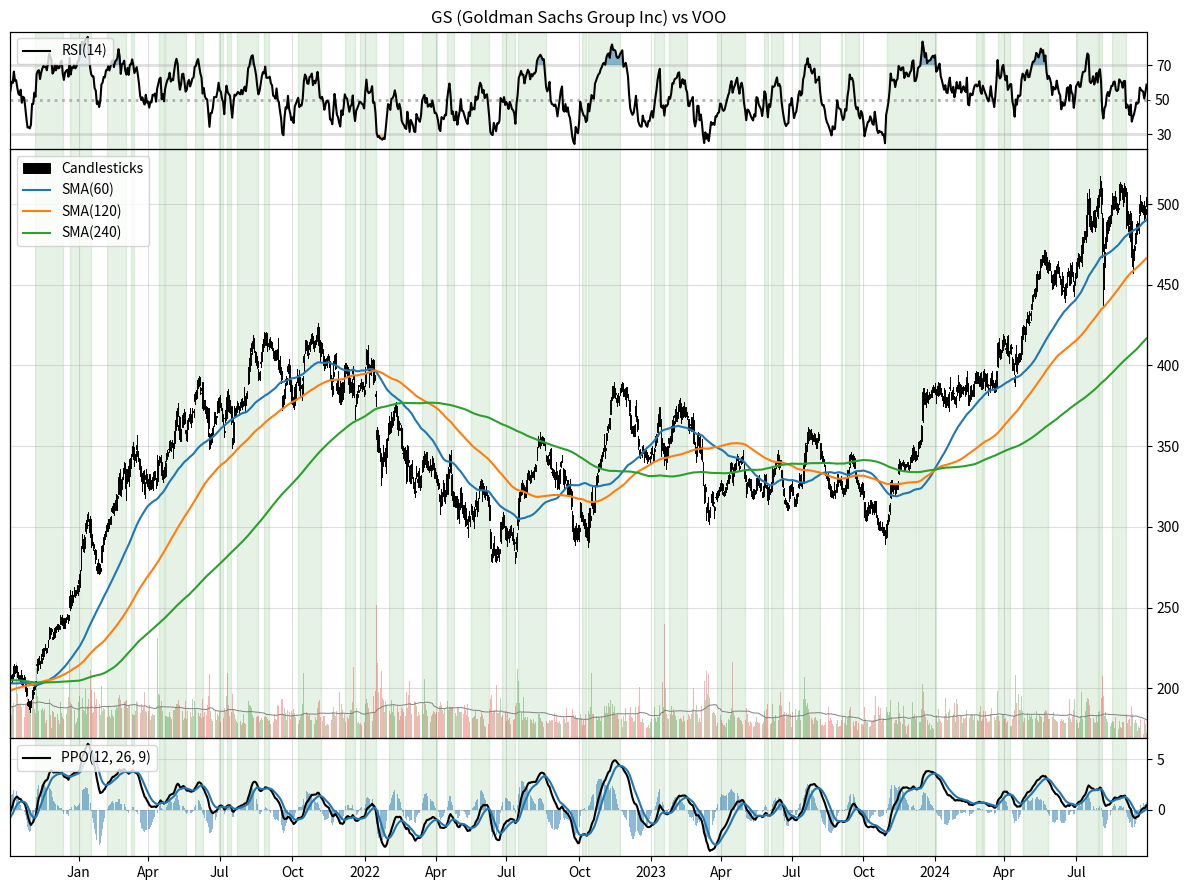 GS (Goldman Sachs Group Inc) vs VOO
RSI(14)
70
50
30
Candlesticks
SMA(60)
SMA(120)
SMA(240)
500
450
400
350
300
250
200
PPO(12, 26, 9)
5
0
Jan Apr Jul Oct 2022 Apr Jul Oct 2023 Apr Jul Oct 2024 Apr Jul